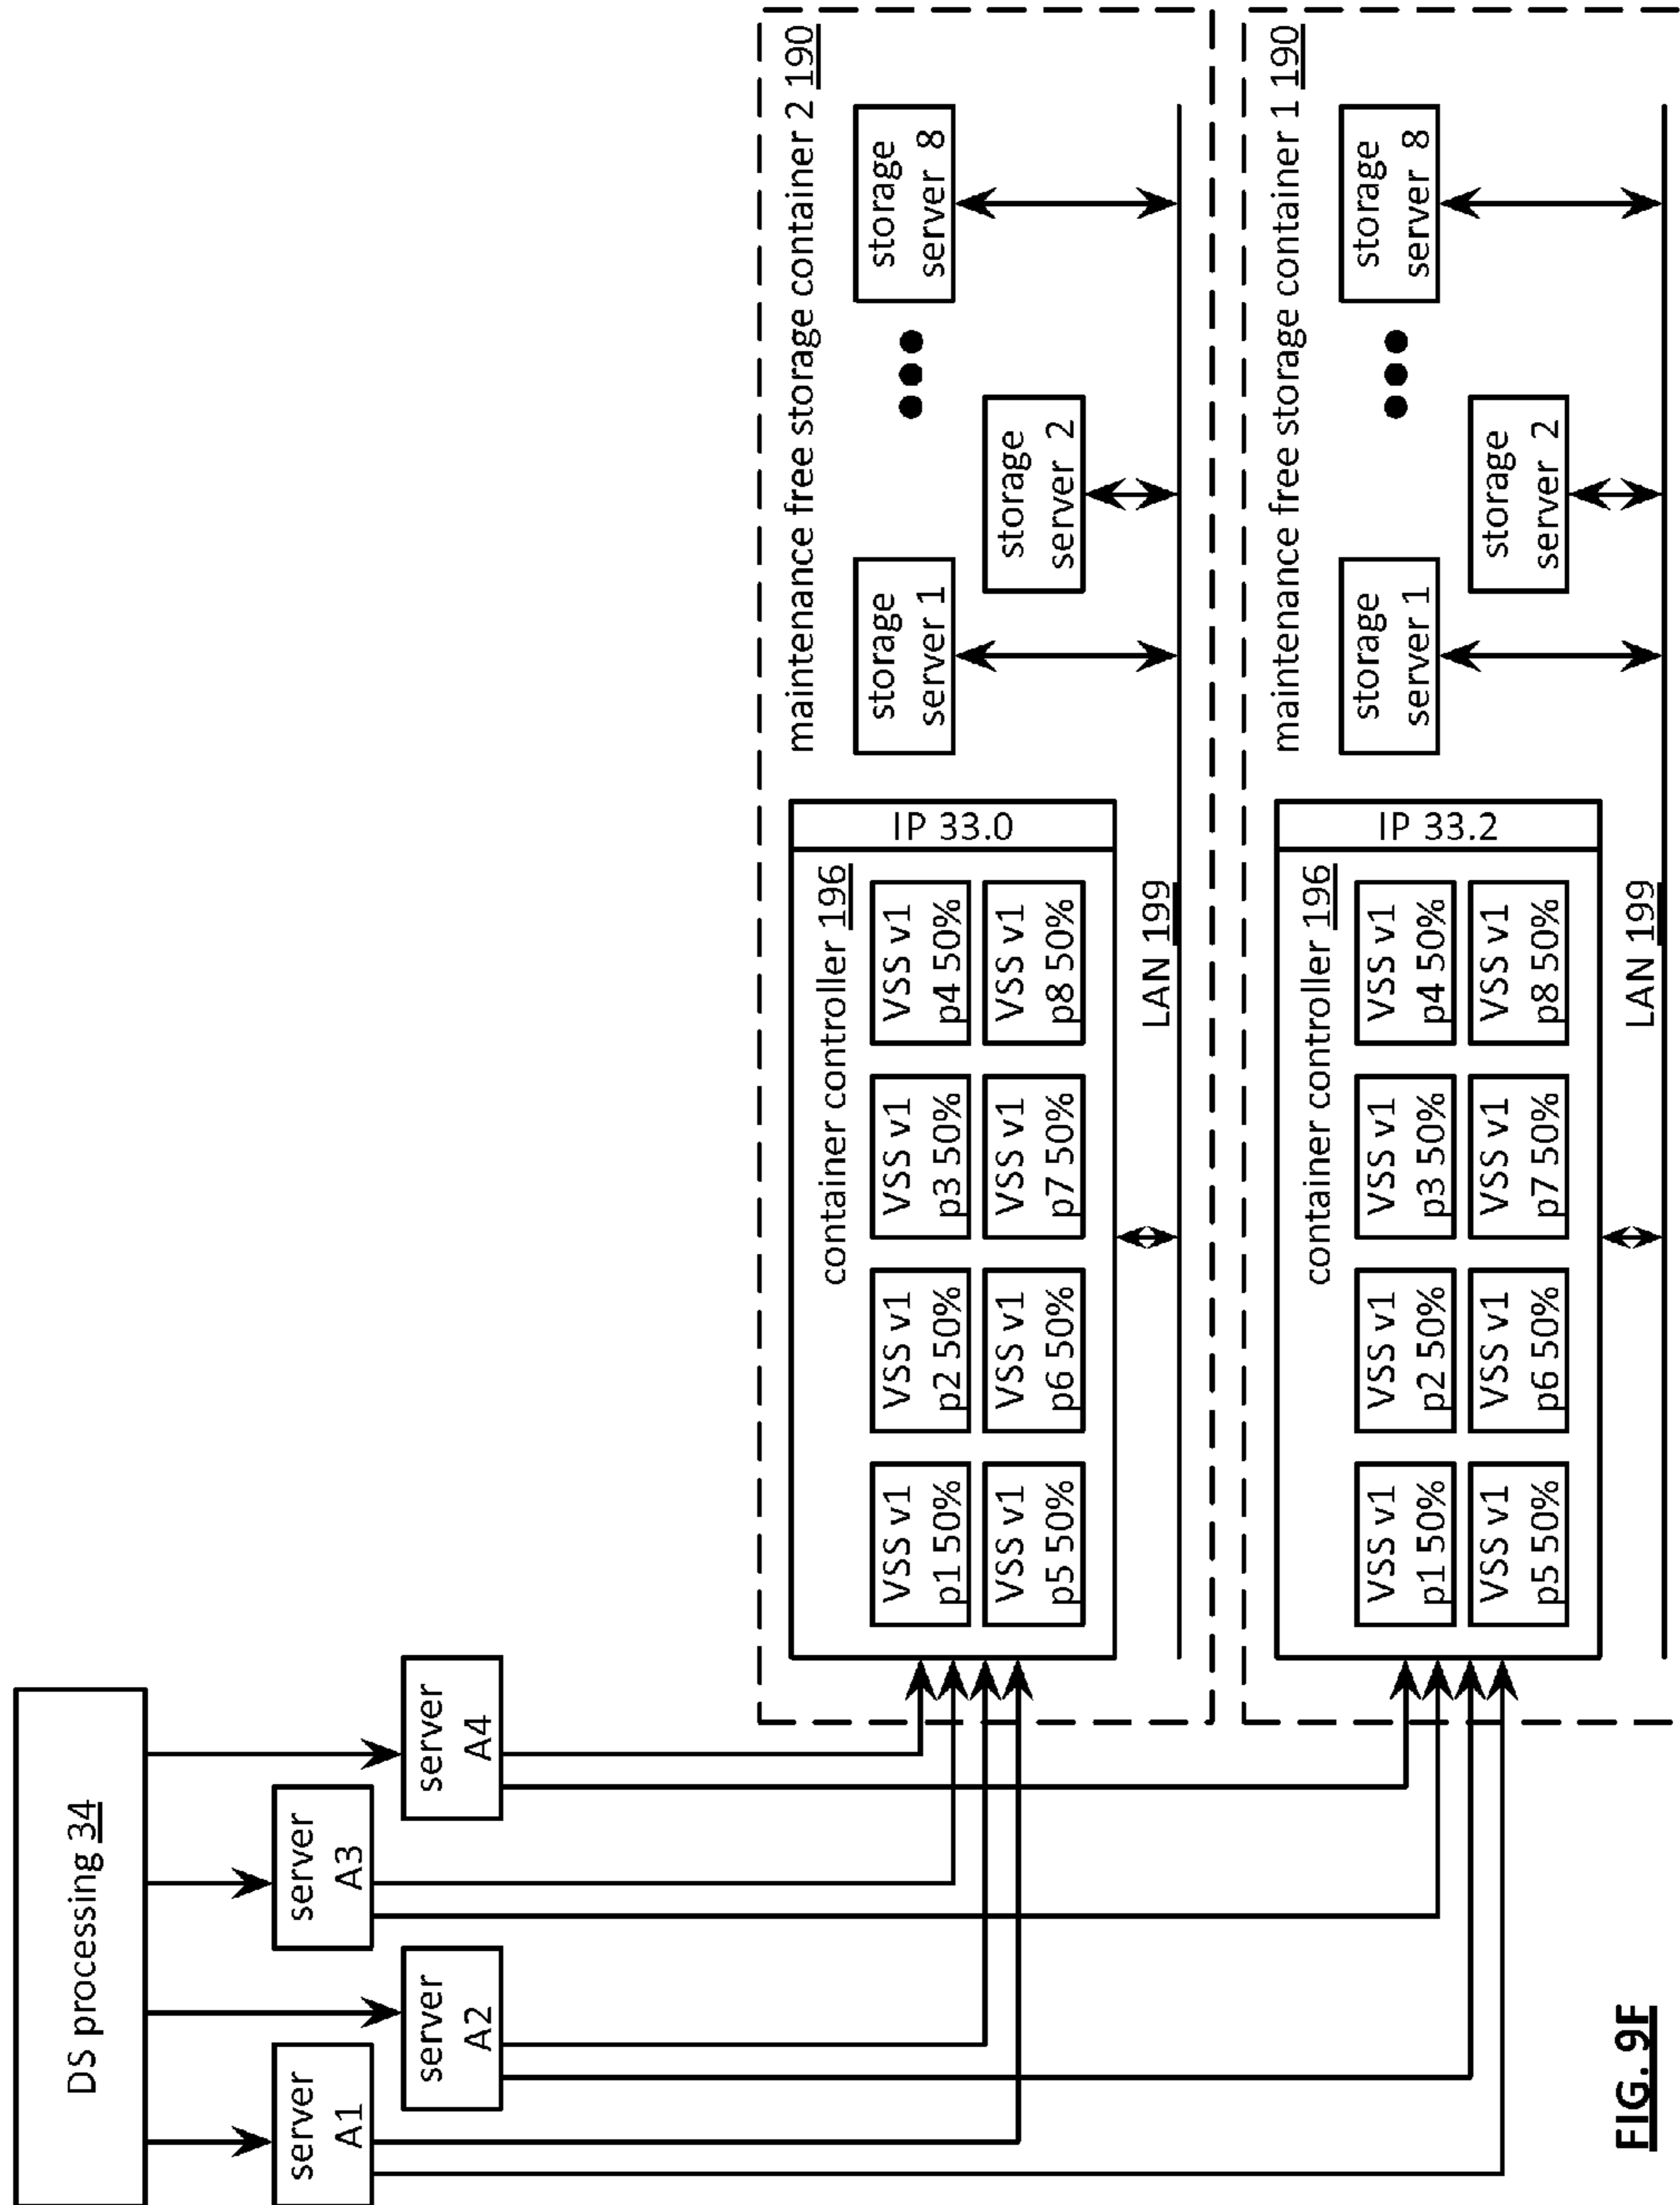 DS processing 34
server
A1
server
A2
server
A3
server
A4
maintenance free storage container 2 190
container controller 196
IP 33.0
VSS v1
p1 50%
VSS v1
p2 50%
VSS v1
p3 50%
VSS v1
p4 50%
VSS v1
p5 50%
VSS v1
p6 50%
VSS v1
p7 50%
VSS v1
p8 50%
storage
server 1
storage
server 2
storage
server 8
LAN 199
maintenance free storage container 1 190
container controller 196
IP 33.2
VSS v1
p1 50%
VSS v1
p2 50%
VSS v1
p3 50%
VSS v1
p4 50%
VSS v1
p5 50%
VSS v1
p6 50%
VSS v1
p7 50%
VSS v1
p8 50%
storage
server 1
storage
server 2
storage
server 8
LAN 199
FIG. 9F